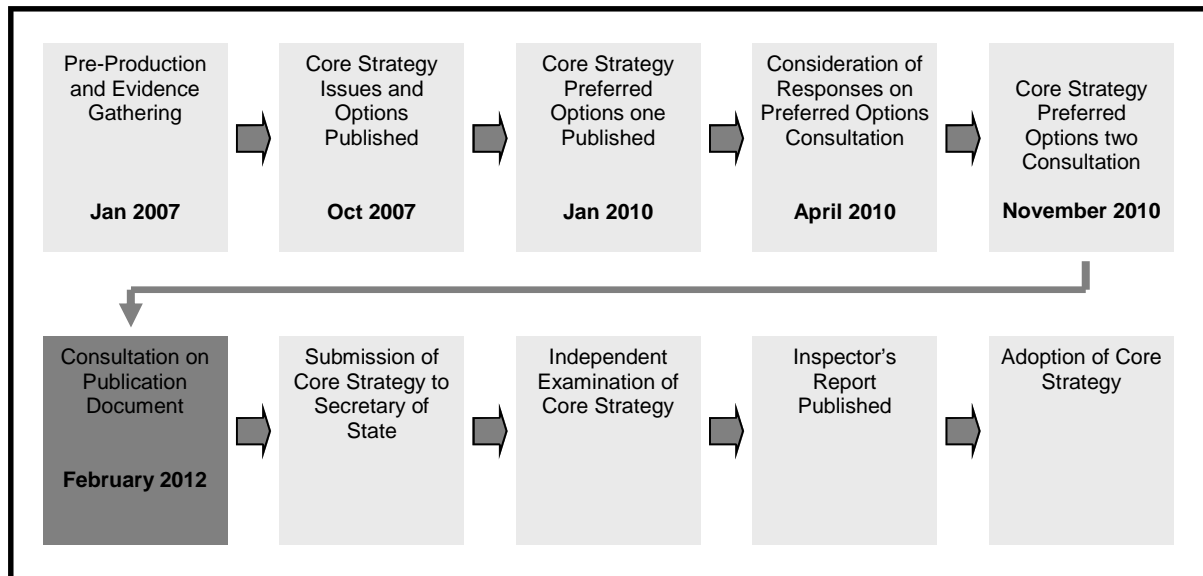 Pre-Production
and Evidence
Gathering
Jan 2007
Core Strategy
Issues and
Options
Published
Oct 2007
Core Strategy
Preferred
Options one
Published
Jan 2010
Consideration of
Responses on
Preferred Options
Consultation
April 2010
Core Strategy
Preferred
Options two
Consultation
November 2010
Consultation on
Publication
Document
February 2012
Submission of
Core Strategy to
Secretary of
State
Independent
Examination of
Core Strategy
Inspector’s
Report
Published
Adoption of Core
Strategy